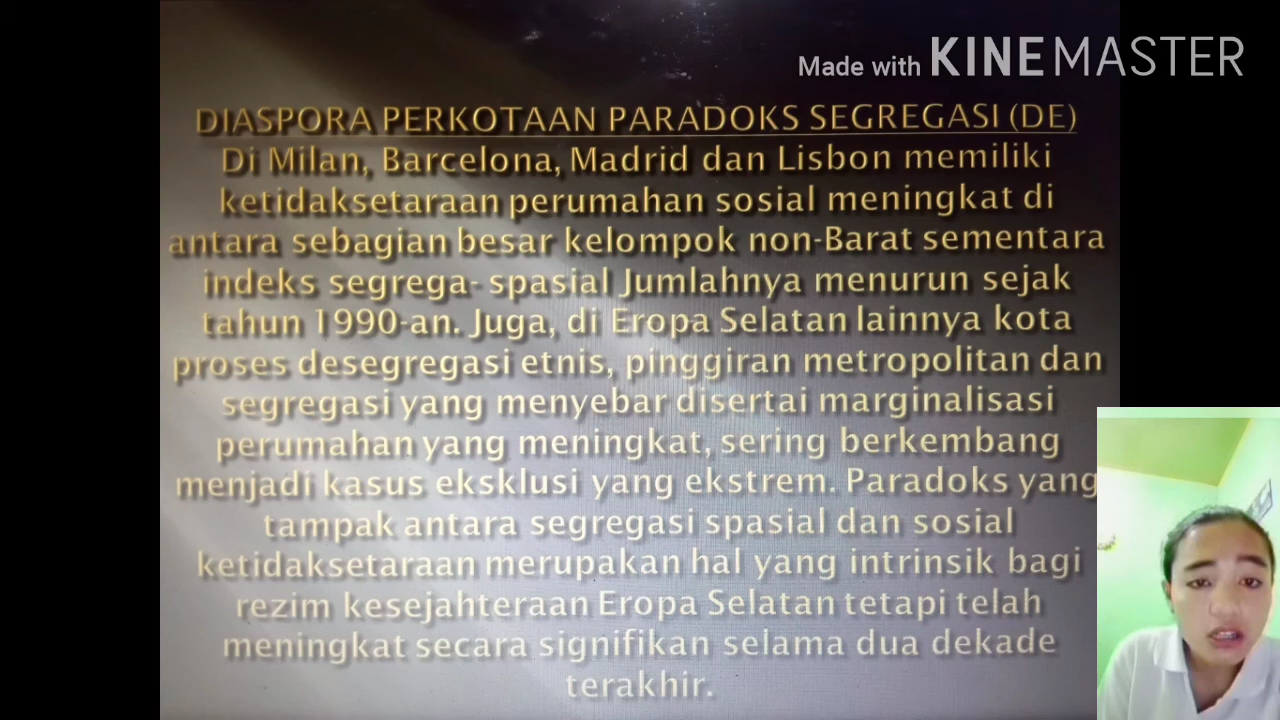 Made with KINEMASTER
DIASPORA PERKOTAAN PARADOKS SEGREGASI (DE)
Di Milan, Barcelona, Madrid dan Lisbon memiliki
ketidaksetaraan perumahan sosial meningkat di
antara sebagian besar kelompok non-Barat sementara
indeks segrega- spasial Jumlahnya menurun sejak
tahun 1990-an. Juga, di Eropa Selatan lainnya kota
proses desegregasi etnis, pinggiran metropolitan dan
segregasi yang menyebar disertai marginalisasi
perumahan yang meningkat, sering berkembang
menjadi kasus eksklusi yang ekstrem. Paradoks yang
tampak antara segregasi spasial dan sosial
ketidaksetaraan merupakan hal yang intrinsik bagi
rezim kesejahteraan Eropa Selatan tetapi telah
meningkat secara signifikan selama dua dekade
terakhir.